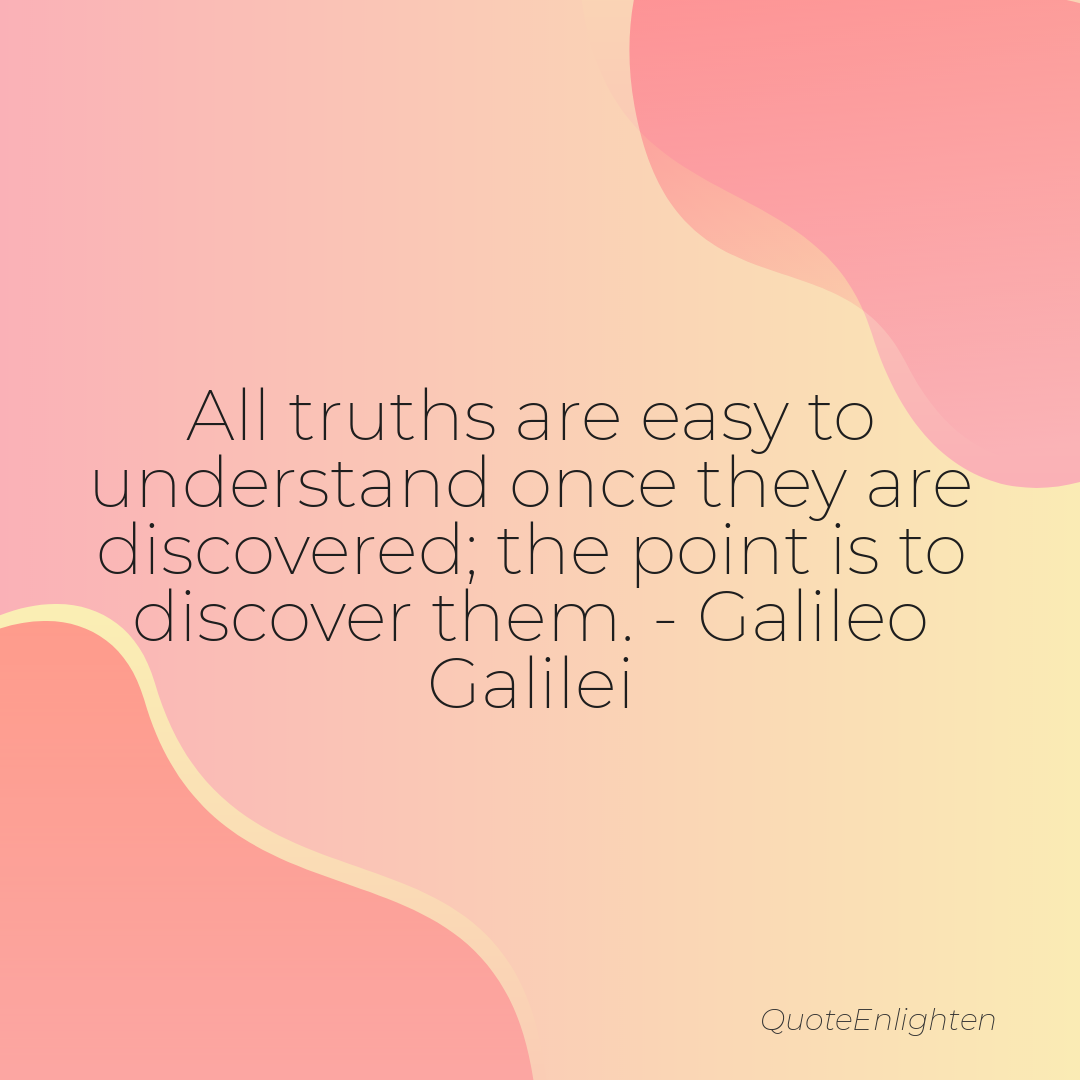 All truths are easy to
understand once they are
discovered; the point is to
discover them. - Galileo
Galilei
QuoteEnlighten